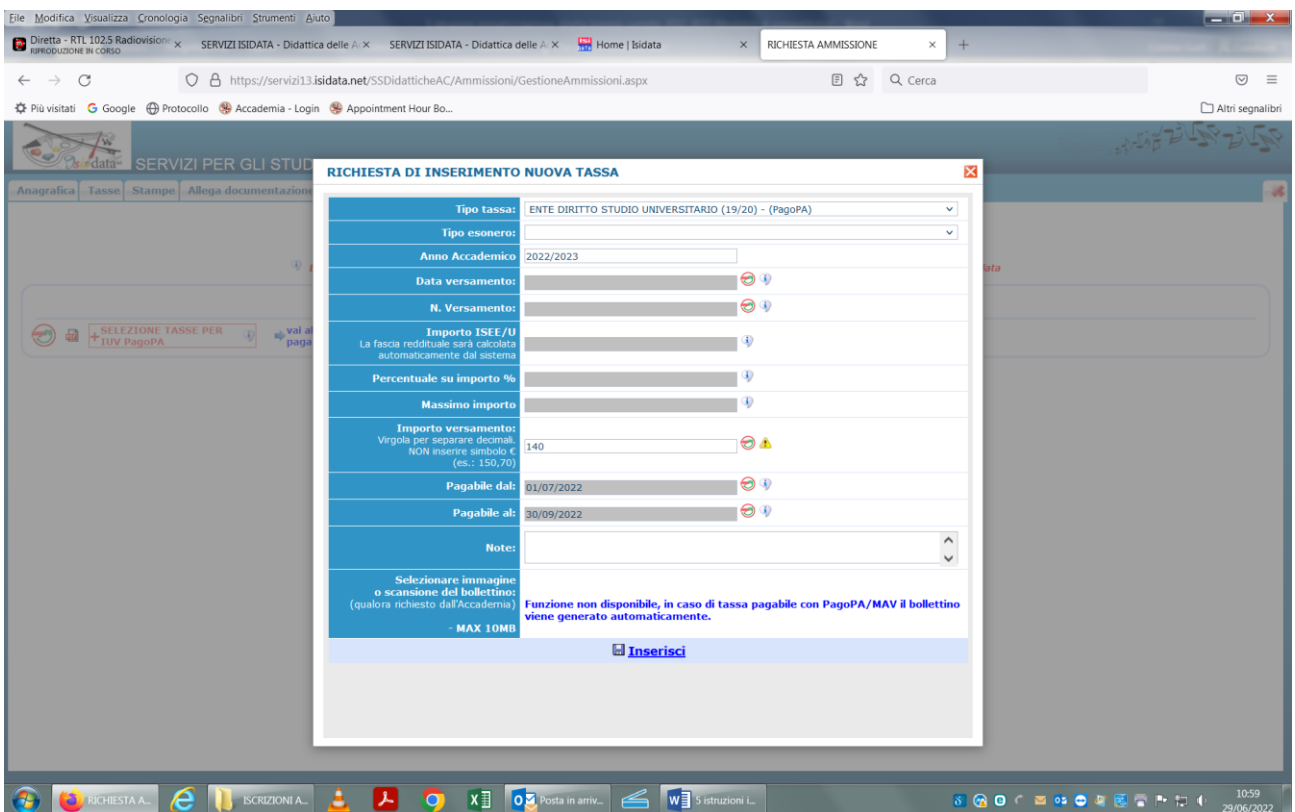 File Modifica Visualizza Cronologia Segnalibri Strumenti Aiuto
Diretta - RTL 102.5 Radiovisione
RIPRODUZIONE IN CORSO
SERVIZI ISIDATA - Didattica delle A
SERVIZI ISIDATA - Didattica delle A
Home | Isidata
RICHIESTA AMMISSIONE
https://servizi13.isidata.net/SSDidatticheAC/Ammissioni/GestioneAmmissioni.aspx
Cerca
Più visitati Google Protocollo Accademia - Login Appointment Hour Bo...
Altri segnalibri
Isidata
SERVIZI PER GLI STUD
Anagrafica Tasse Stampe Allega documentazione
RICHIESTA DI INSERIMENTO NUOVA TASSA
Tipo tassa: ENTE DIRITTO STUDIO UNIVERSITARIO (19/20) - (PagoPA)
Tipo esonero:
Anno Accademico 2022/2023
Data versamento:
N. Versamento:
Importo ISEE/U
La fascia reddituale sarà calcolata
automaticamente dal sistema
Percentuale su importo %
Massimo importo
Importo versamento:
Virgola per separare decimali.
NON inserire simbolo €
(es.: 150,70)
140
Pagabile dal: 01/07/2022
Pagabile al: 30/09/2022
Note:
Selezionare immagine
o scansione del bollettino:
(qualora richiesto dall'Accademia)
- MAX 10MB
Funzione non disponibile, in caso di tassa pagabile con PagoPA/MAV il bollettino
viene generato automaticamente.
Inserisci
lata
+SELEZIONE TASSE PER
IUV PagoPA
vai al
paga
RICHIESTA A...
ISCRIZIONI A...
Posta in arriv...
5 istruzioni i...
10:59
29/06/2022